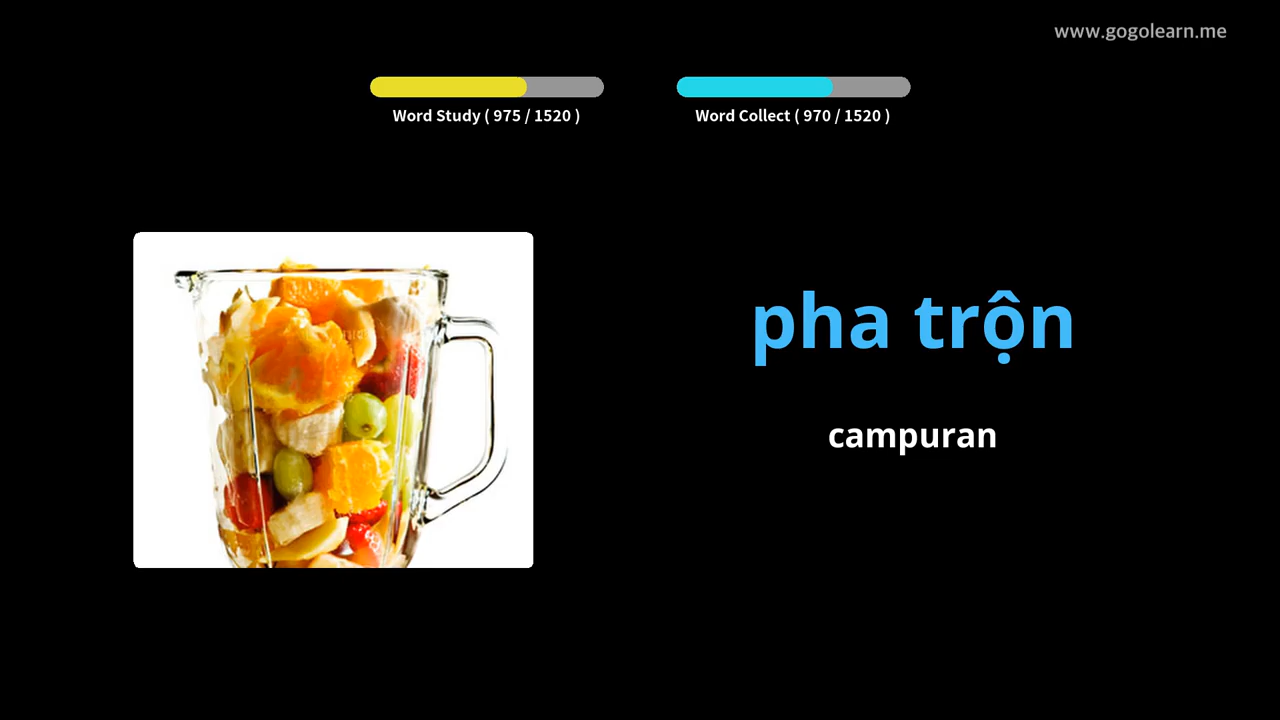 www.gogolearn.me
Word Study ( 975 / 1520 )
Word Collect ( 970 / 1520 )
pha trộn
campuran